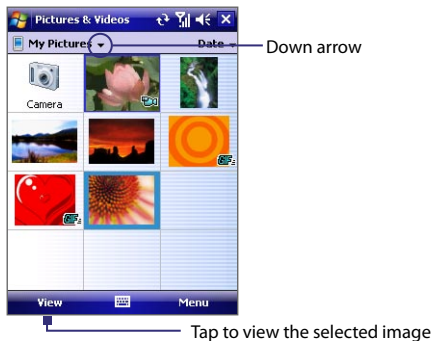 Pictures & Videos
My Pictures
Date
Down arrow
Camera
View
Menu
Tap to view the selected image